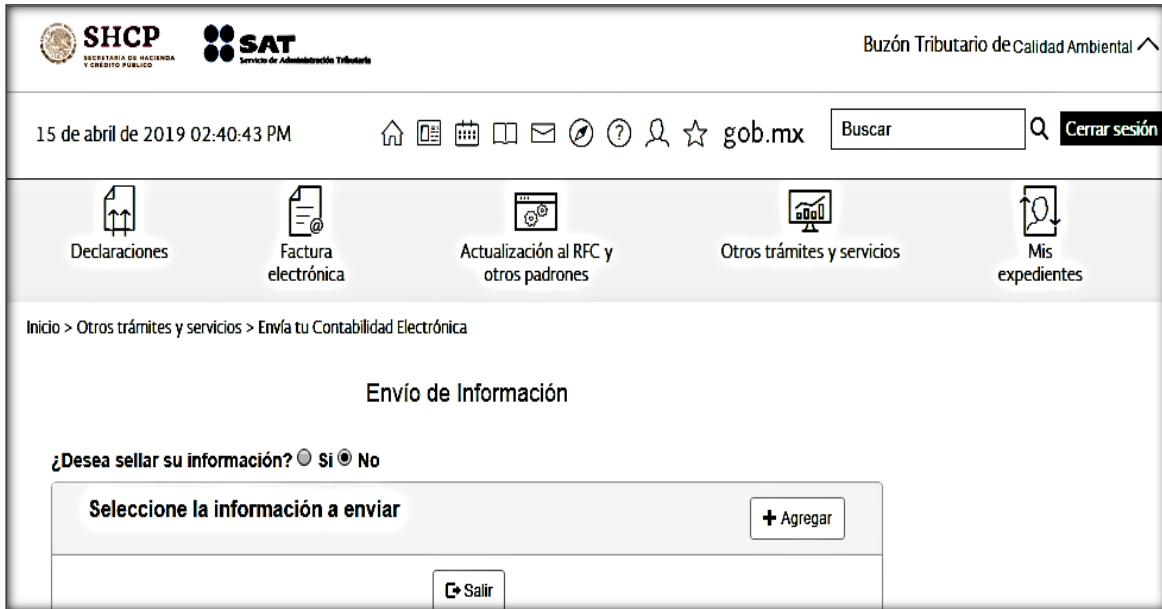 SHCP
SECRETARÍA DE HACIENDA
Y CRÉDITO PÚBLICO
SAT
Servicio de Administración Tributaria
Buzón Tributario de Calidad Ambiental
15 de abril de 2019 02:40:43 PM
gob.mx
Buscar
Cerrar sesión
Declaraciones
Factura
electrónica
Actualización al RFC y
otros padrones
Otros trámites y servicios
Mis
expedientes
Inicio > Otros trámites y servicios > Envía tu Contabilidad Electrónica
Envío de Información
¿Desea sellar su información? Si No
Seleccione la información a enviar
+ Agregar
Salir